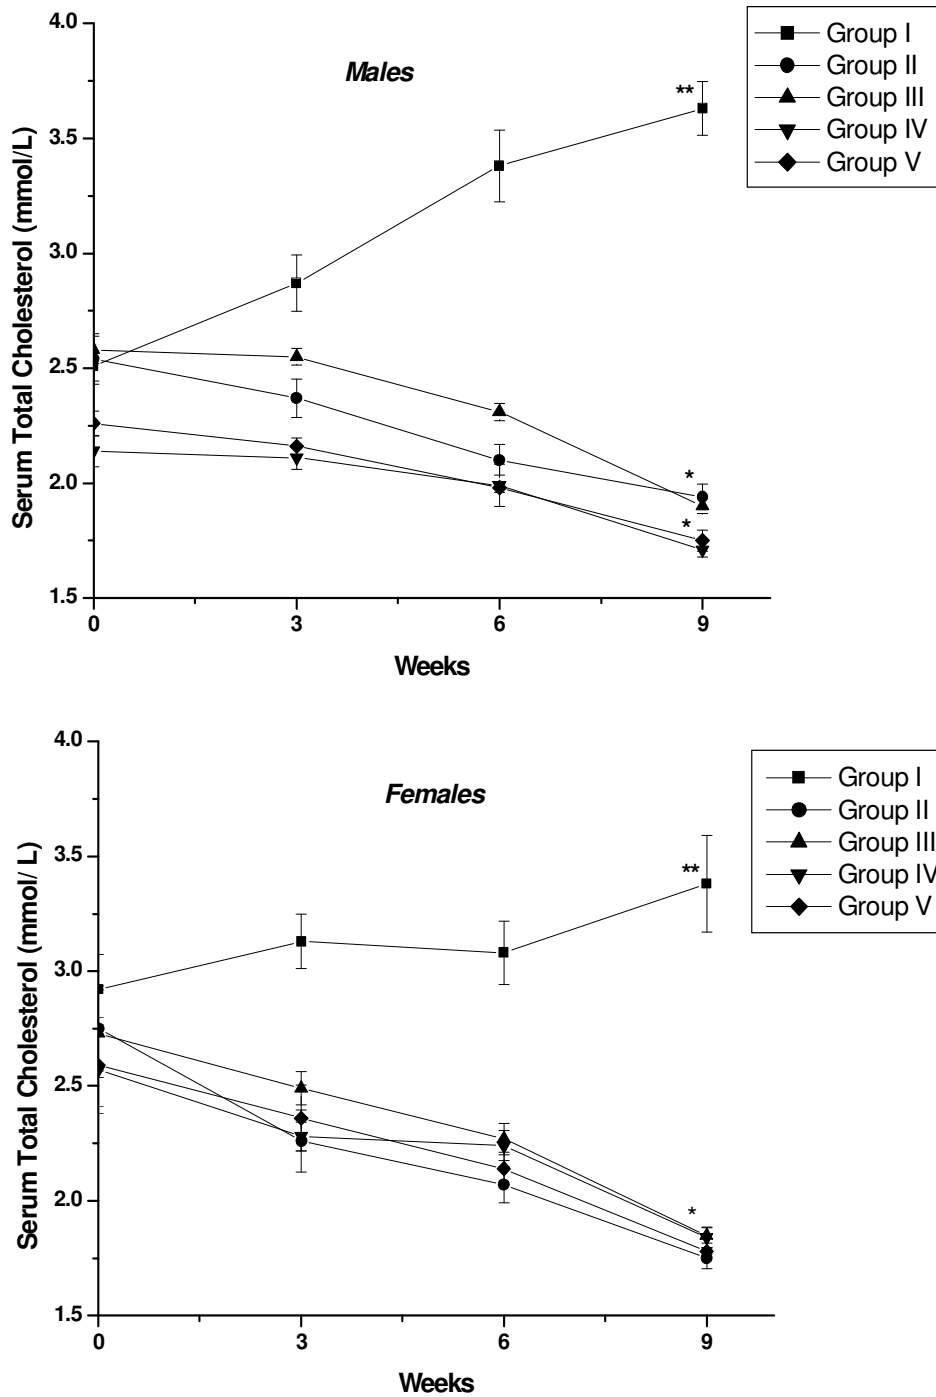 4.0
3.5
3.0
2.5
2.0
1.5
Serum Total Cholesterol (mmol/L)
Males
**
*
*
0
3
6
9
Weeks
Group I
Group II
Group III
Group IV
Group V
4.0
3.5
3.0
2.5
2.0
1.5
Serum Total Cholesterol (mmol/ L)
Females
**
*
0
3
6
9
Weeks
Group I
Group II
Group III
Group IV
Group V